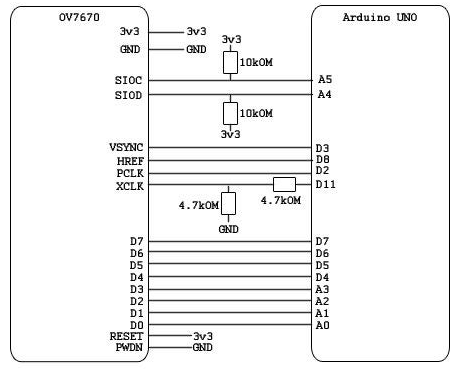 OV7670
Arduino UNO
3v3
3v3
GND
GND
3v3
10kOM
SIOC
A5
SIOD
A4
10kOM
3v3
VSYNC
D3
HREF
D8
PCLK
D2
XCLK
D11
4.7kOM
4.7kOM
GND
D7
D7
D6
D6
D5
D5
D4
D4
D3
A3
D2
A2
D1
A1
D0
A0
RESET
3v3
PWDN
GND